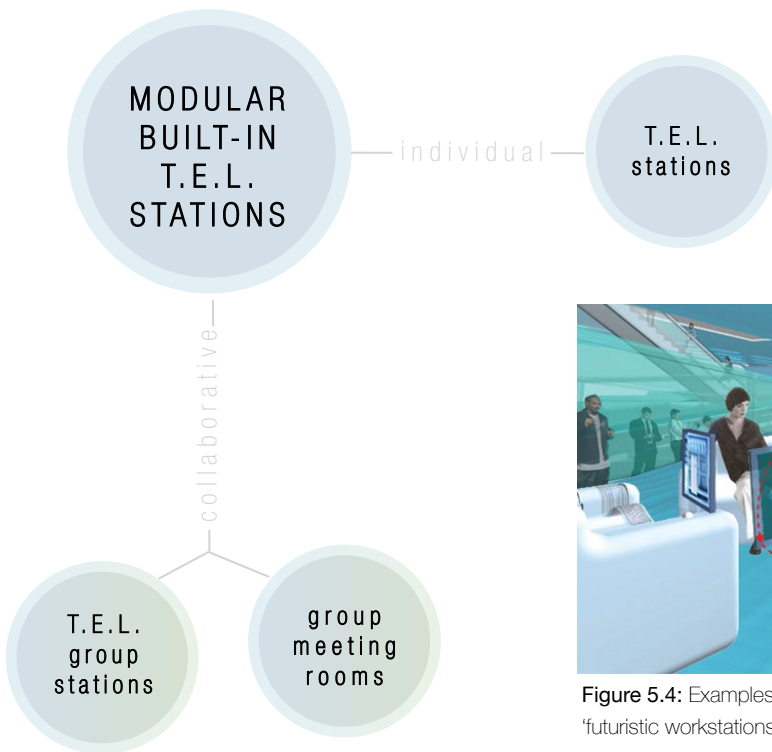 MODULAR
BUILT-IN
T.E.L.
STATIONS
individual
T.E.L.
stations
collaborative
T.E.L.
group
stations
group
meeting
rooms
Figure 5.4: Examples
'futuristic workstations